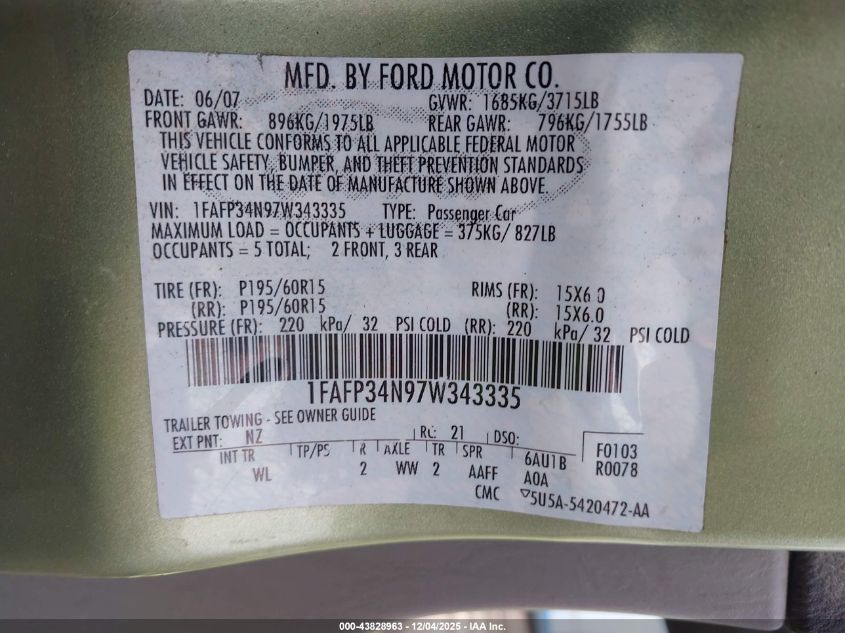 MFD. BY FORD MOTOR CO.
DATE: 06/07 GVWR: 1685KG/3715LB
FRONT GAWR: 896KG/1975LB REAR GAWR: 796KG/1755LB
THIS VEHICLE CONFORMS TO ALL APPLICABLE FEDERAL MOTOR
VEHICLE SAFETY, BUMPER, AND THEFT PREVENTION STANDARDS
IN EFFECT ON THE DATE OF MANUFACTURE SHOWN ABOVE.
VIN: 1FAFP34N97W343335 TYPE: Passenger Car
MAXIMUM LOAD = OCCUPANTS + LUGGAGE = 375KG/ 827LB
OCCUPANTS = 5 TOTAL; 2 FRONT, 3 REAR
TIRE (FR): P195/60R15 RIMS (FR): 15X6.0
(RR): P195/60R15 (RR): 15X6.0
PRESSURE (FR): 220 kPa/ 32 PSI COLD (RR): 220 kPa/ 32 PSI COLD
1FAFP34N97W343335
TRAILER TOWING - SEE OWNER GUIDE
EXT PNT: NZ RC: 21 DSO: F0103
INT TR TP/PS R AXLE TR SPR 6AU1B R0078
WL 2 WW 2 AAFF A0A
CMC ▽5U5A-5420472-AA
000-43828963 - 12/04/2025 - IAA Inc.